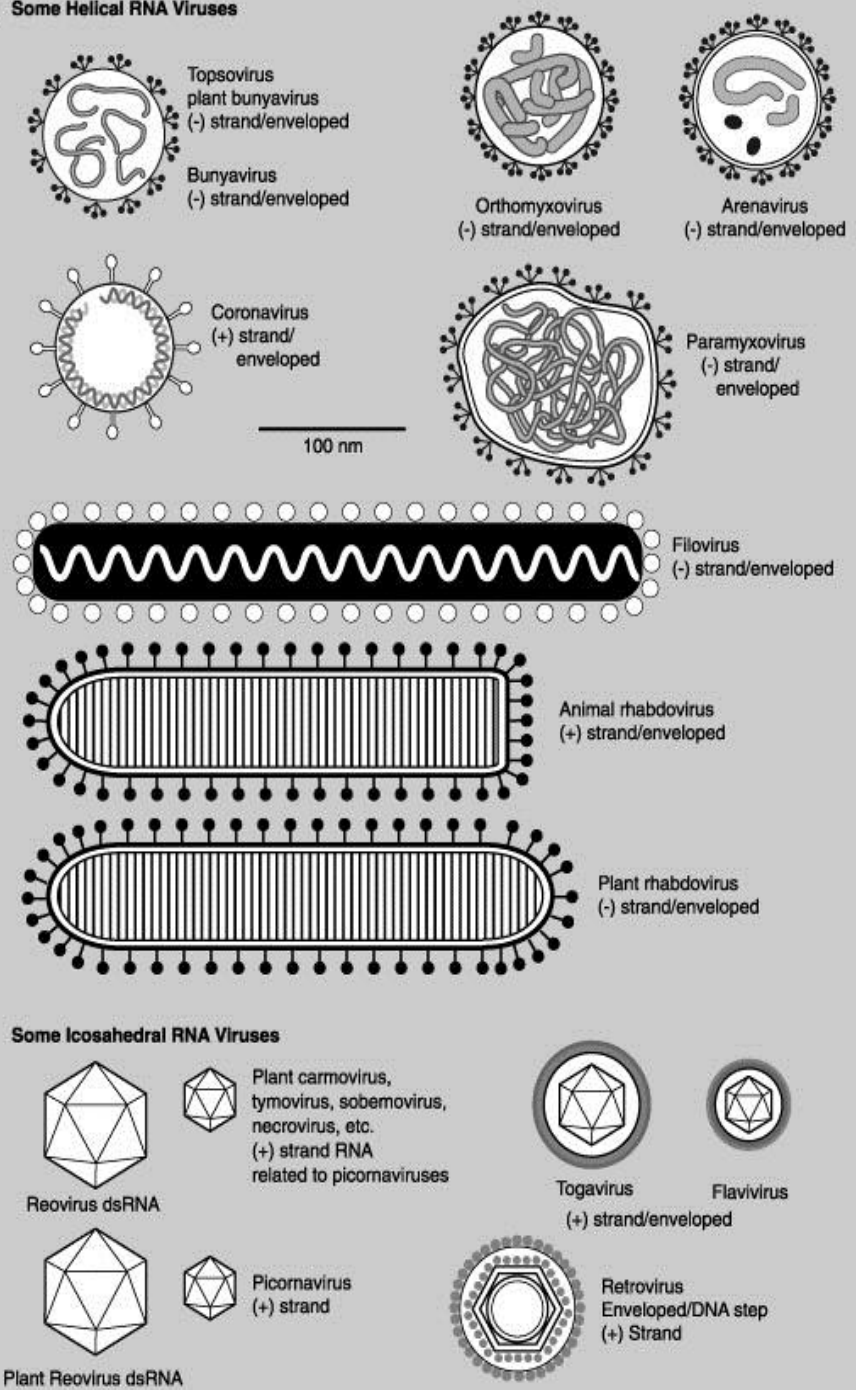 Some Helical RNA Viruses
Topsovirus
plant bunyavirus
(-) strand/enveloped
Bunyavirus
(-) strand/enveloped
Orthomyxovirus
(-) strand/enveloped
Arenavirus
(-) strand/enveloped
Coronavirus
(+) strand/
enveloped
100 nm
Paramyxovirus
(-) strand/
enveloped
Filovirus
(-) strand/enveloped
Animal rhabdovirus
(+) strand/enveloped
Plant rhabdovirus
(-) strand/enveloped
Some Icosahedral RNA Viruses
Reovirus dsRNA
Plant carmovirus,
tymovirus, sobemovirus,
necrovirus, etc.
(+) strand RNA
related to picornaviruses
Togavirus
Flavivirus
(+) strand/enveloped
Plant Reovirus dsRNA
Picornavirus
(+) strand
Retrovirus
Enveloped/DNA step
(+) Strand